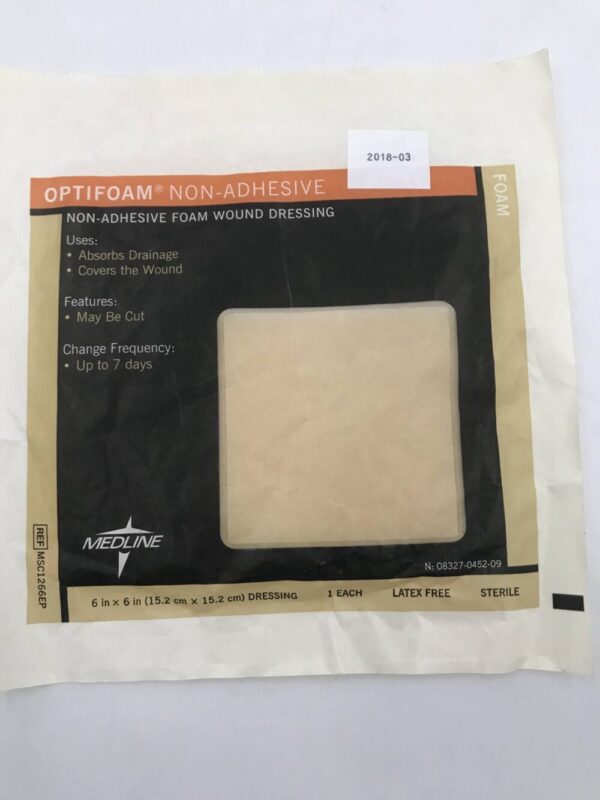 2018-03
OPTIFOAM® NON-ADHESIVE
FOAM
NON-ADHESIVE FOAM WOUND DRESSING
Uses:
• Absorbs Drainage
• Covers the Wound
Features:
• May Be Cut
Change Frequency:
• Up to 7 days
MEDLINE
REF MSC1266EP
N: 08327-0452-09
6 in x 6 in (15.2 cm x 15.2 cm) DRESSING 1 EACH LATEX FREE STERILE